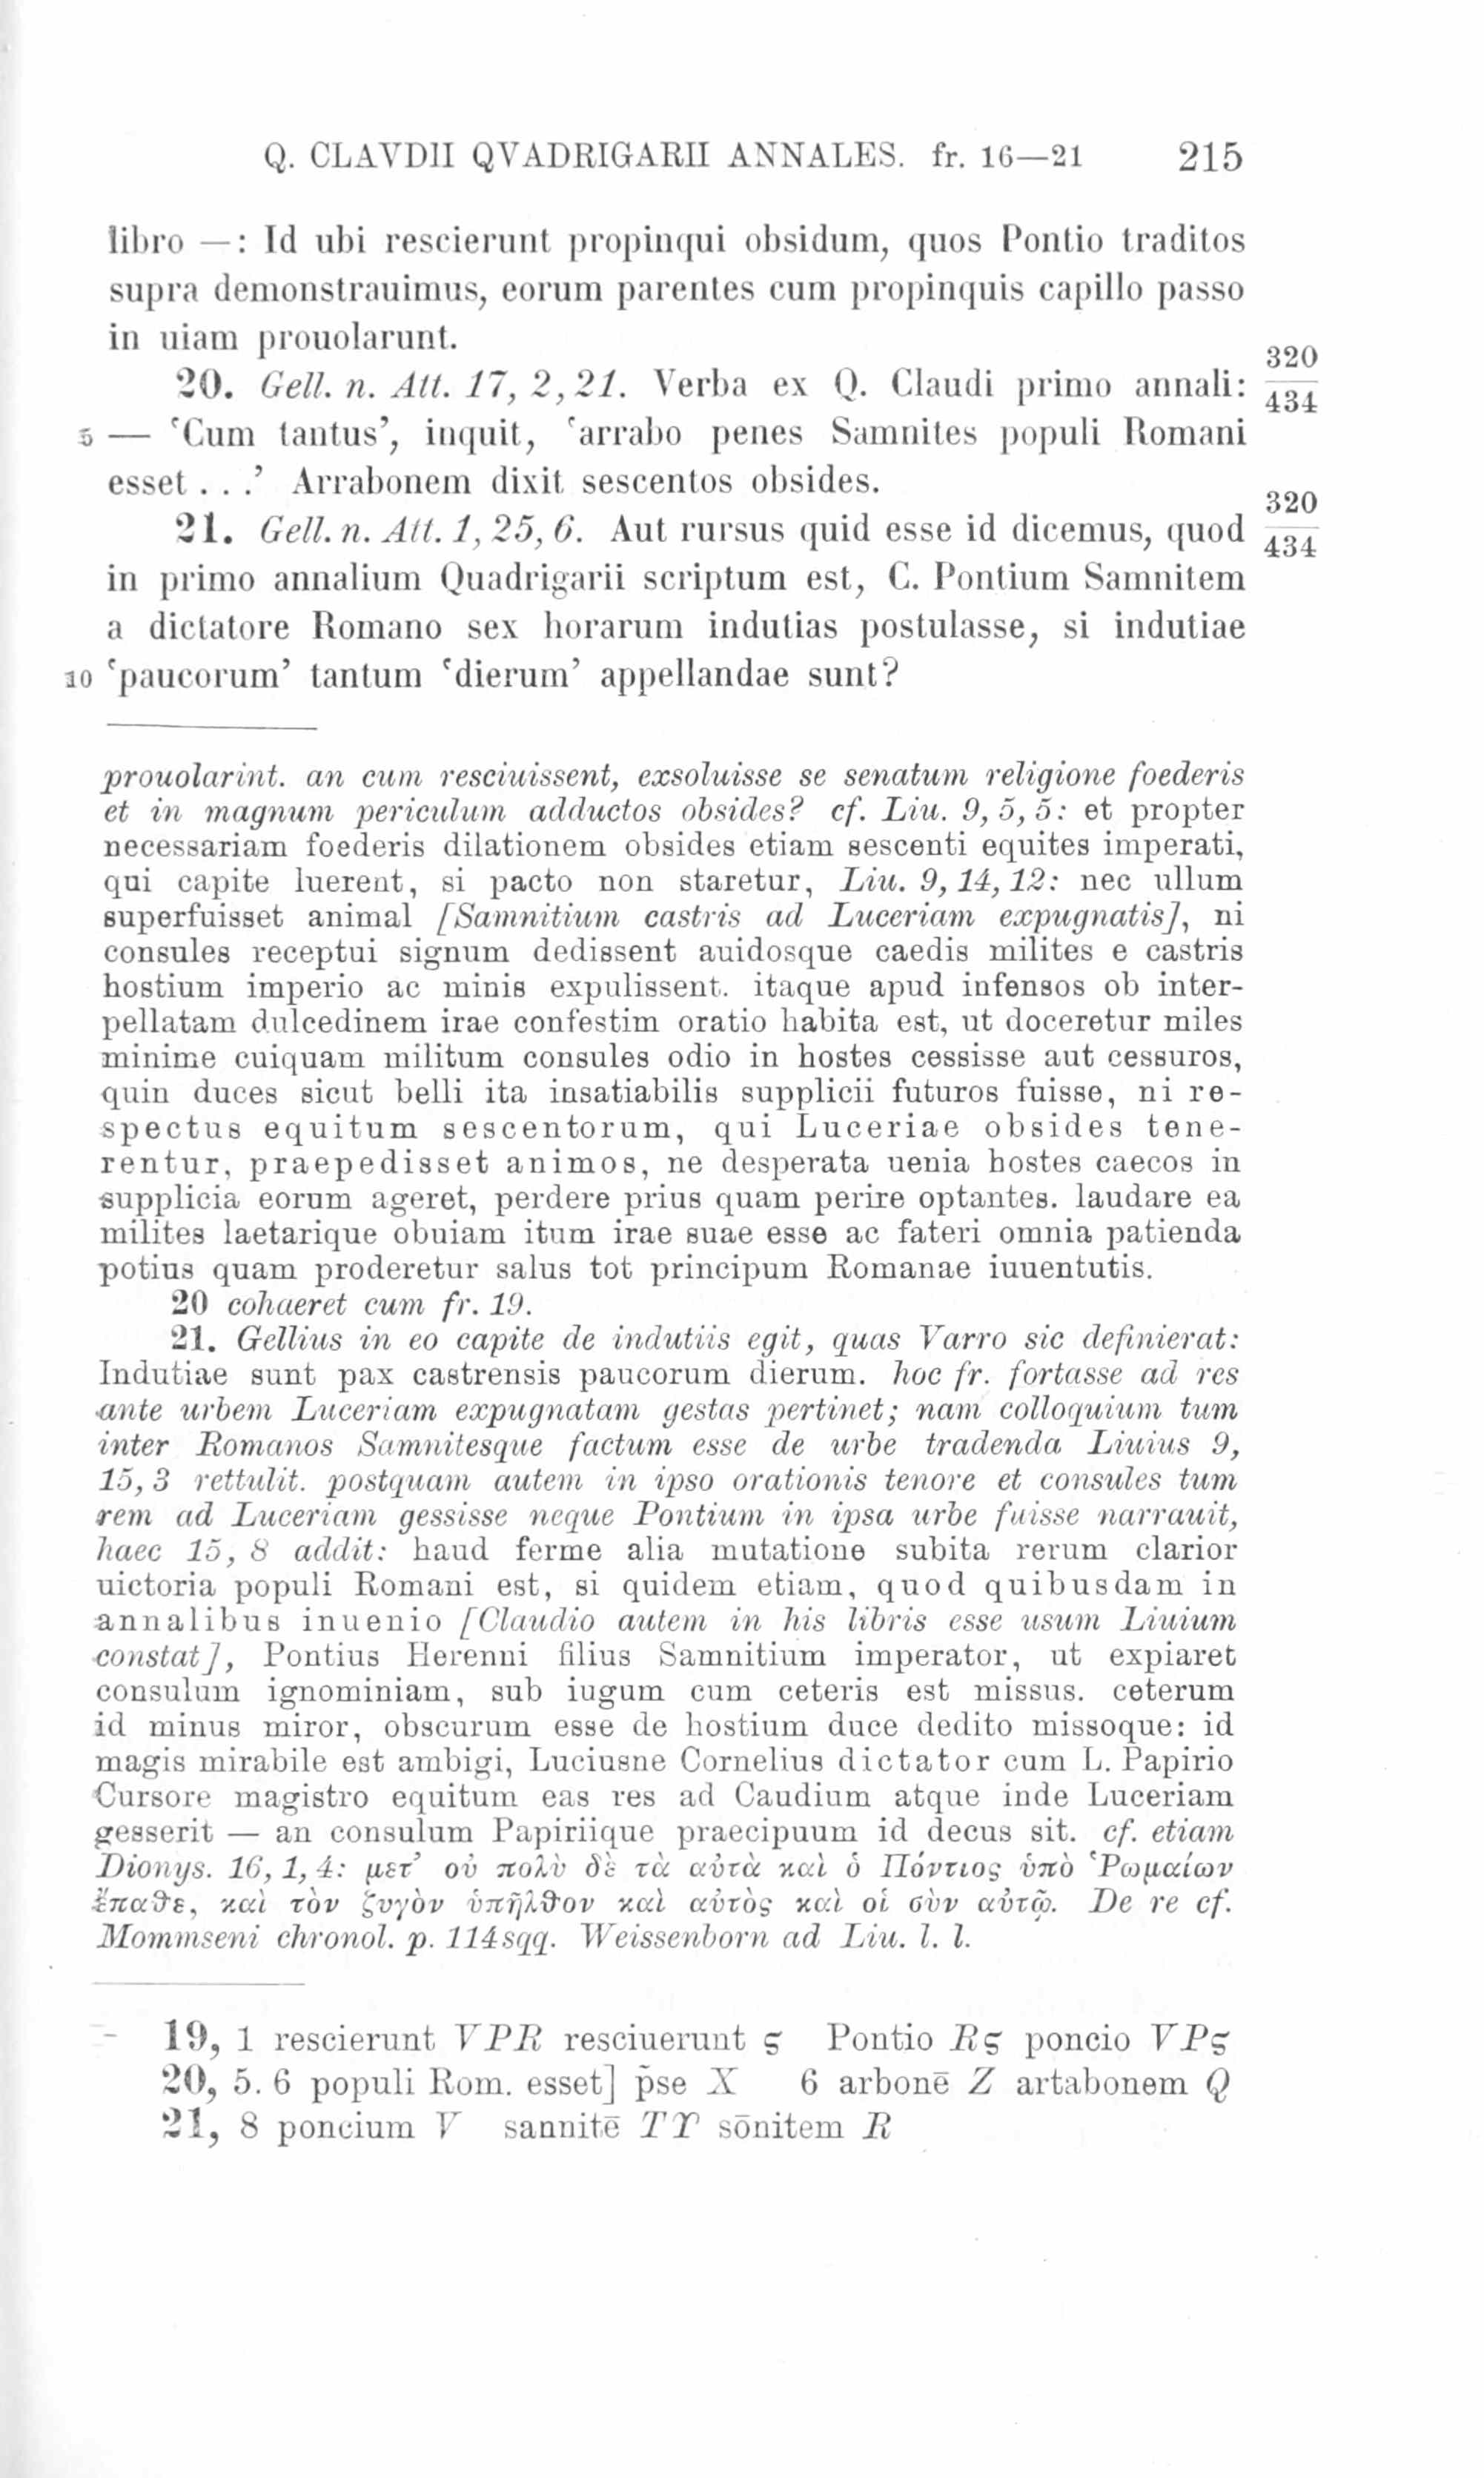 Q. CLAVDII QVADRIGARII ANNALES. fr. 16—21 215
libro —: Id ubi rescierunt propinqui obsidum, quos Pontio traditos
supra demonstrauimus, eorum parentes cum propinquis capillo passo
in uiam prouolarunt.
20. Gell. n. Att. 17, 2, 21. Verba ex Q. Claudi primo annali: 320/434
5 — ‘Cum tantus’, inquit, ‘arrabo penes Samnites populi Romani
esset . . .’ Arrabonem dixit sescentos obsides.
21. Gell. n. Att. 1, 25, 6. Aut rursus quid esse id dicemus, quod 320/434
in primo annalium Quadrigarii scriptum est, C. Pontium Samnitem
a dictatore Romano sex horarum indutias postulasse, si indutiae
10 ‘paucorum’ tantum ‘dierum’ appellandae sunt?
prouolarint. an cum resciuissent, exsoluisse se senatum religione foederis
et in magnum periculum adductos obsides? cf. Liu. 9, 5, 5: et propter
necessariam foederis dilationem obsides etiam sescenti equites imperati,
qui capite luerent, si pacto non staretur, Liu. 9, 14, 12: nec ullum
superfuisset animal [Samnitium castris ad Luceriam expugnatis], ni
consules receptui signum dedissent auidosque caedis milites e castris
hostium imperio ac minis expulissent. itaque apud infensos ob inter-
pellatam dulcedinem irae confestim oratio habita est, ut doceretur miles
minime cuiquam militum consules odio in hostes cessisse aut cessuros,
quin duces sicut belli ita insatiabilis supplicii futuros fuisse, ni re-
spectus equitum sescentorum, qui Luceriae obsides tene-
rentur, praepedisset animos, ne desperata uenia hostes caecos in
supplicia eorum ageret, perdere prius quam perire optantes. laudare ea
milites laetarique obuiam itum irae suae esse ac fateri omnia patienda
potius quam proderetur salus tot principum Romanae iuuentutis.
20 cohaeret cum fr. 19.
21. Gellius in eo capite de indutiis egit, quas Varro sic definierat:
Indutiae sunt pax castrensis paucorum dierum. hoc fr. fortasse ad res
ante urbem Luceriam expugnatam gestas pertinet; nam colloquium tum
inter Romanos Samnitesque factum esse de urbe tradenda Liuius 9,
15, 3 rettulit. postquam autem in ipso orationis tenore et consules tum
rem ad Luceriam gessisse neque Pontium in ipsa urbe fuisse narrauit,
haec 15, 8 addit: haud ferme alia mutatione subita rerum clarior
uictoria populi Romani est, si quidem etiam, quod quibusdam in
annalibus inuenio [Claudio autem in his libris esse usum Liuium
constat], Pontius Herenni filius Samnitium imperator, ut expiaret
consulum ignominiam, sub iugum cum ceteris est missus. ceterum
id minus miror, obscurum esse de hostium duce dedito missoque: id
magis mirabile est ambigi, Luciusne Cornelius dictator cum L. Papirio
Cursore magistro equitum eas res ad Caudium atque inde Luceriam
gesserit — an consulum Papiriique praecipuum id decus sit. cf. etiam
Dionys. 16, 1, 4: μετ’ οὐ πολὺ δὲ τὰ αὐτὰ καὶ ὁ Πόντιος ὑπὸ Ῥωμαίων
ἔπαθε, καὶ τὸν ζυγὸν ὑπῆλθον καὶ αὐτὸς καὶ οἱ σὺν αὐτῷ. De re cf.
Mommseni chronol. p. 114sqq. Weissenborn ad Liu. l. l.
19, 1 rescierunt VPR resciuerunt ς Pontio Rς poncio VPς
20, 5. 6 populi Rom. esset] p̄se X 6 arbonē Z artabonem Q
21, 8 poncium V sannitē TΥ sōnitem R